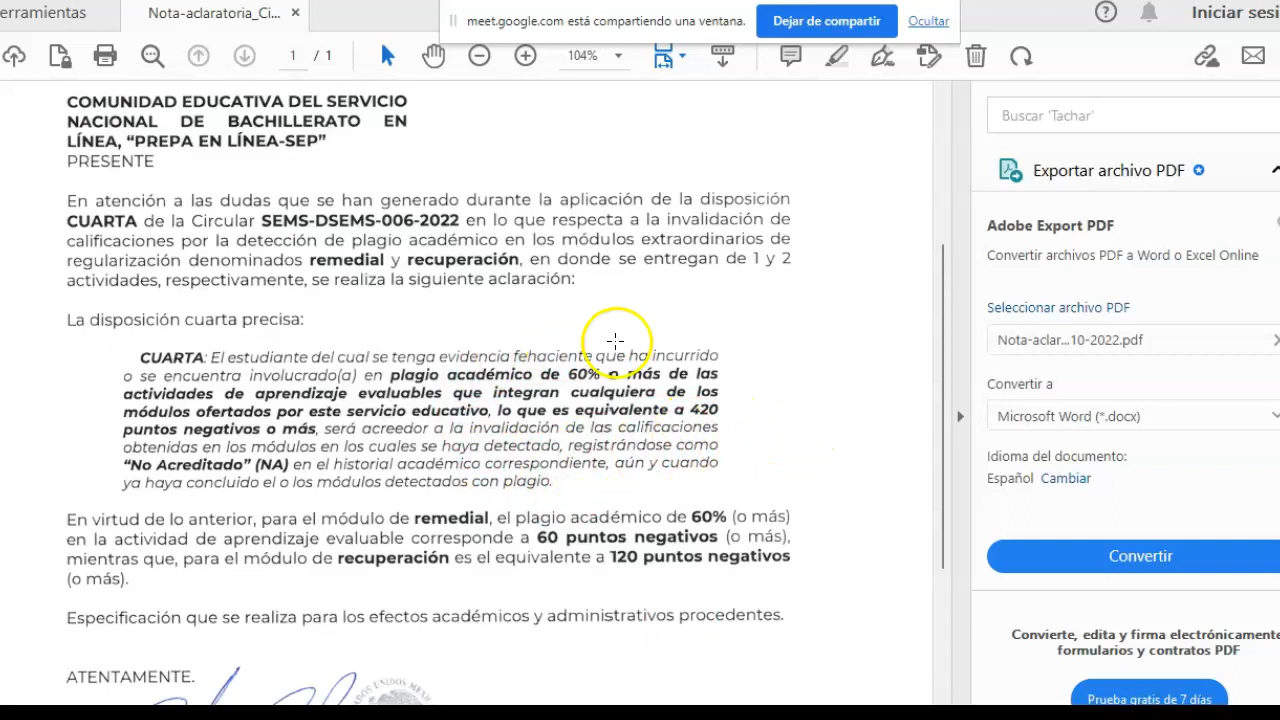 erramientas
Nota-aclaratoria_Ci... ×
meet.google.com está compartiendo una ventana.
Dejar de compartir
Ocultar
Iniciar sesi
1 / 1
104%
COMUNIDAD EDUCATIVA DEL SERVICIO
NACIONAL DE BACHILLERATO EN
LÍNEA, “PREPA EN LÍNEA-SEP”
PRESENTE
En atención a las dudas que se han generado durante la aplicación de la disposición
CUARTA de la Circular SEMS-DSEMS-006-2022 en lo que respecta a la invalidación de
calificaciones por la detección de plagio académico en los módulos extraordinarios de
regularización denominados remedial y recuperación, en donde se entregan de 1 y 2
actividades, respectivamente, se realiza la siguiente aclaración:
La disposición cuarta precisa:
CUARTA: El estudiante del cual se tenga evidencia fehaciente que ha incurrido
o se encuentra involucrado(a) en plagio académico de 60% o más de las
actividades de aprendizaje evaluables que integran cualquiera de los
módulos ofertados por este servicio educativo, lo que es equivalente a 420
puntos negativos o más, será acreedor a la invalidación de las calificaciones
obtenidas en los módulos en los cuales se haya detectado, registrándose como
“No Acreditado” (NA) en el historial académico correspondiente, aún y cuando
ya haya concluido el o los módulos detectados con plagio.
En virtud de lo anterior, para el módulo de remedial, el plagio académico de 60% (o más)
en la actividad de aprendizaje evaluable corresponde a 60 puntos negativos (o más),
mientras que, para el módulo de recuperación es el equivalente a 120 puntos negativos
(o más).
Especificación que se realiza para los efectos académicos y administrativos procedentes.
ATENTAMENTE.
Buscar 'Tachar'
Exportar archivo PDF
Adobe Export PDF
Convertir archivos PDF a Word o Excel Online
Seleccionar archivo PDF
Nota-aclar...10-2022.pdf
Convertir a
Microsoft Word (*.docx)
Idioma del documento:
Español Cambiar
Convertir
Convierte, edita y firma electrónicamente
formularios y contratos PDF
Prueba gratis de 7 días